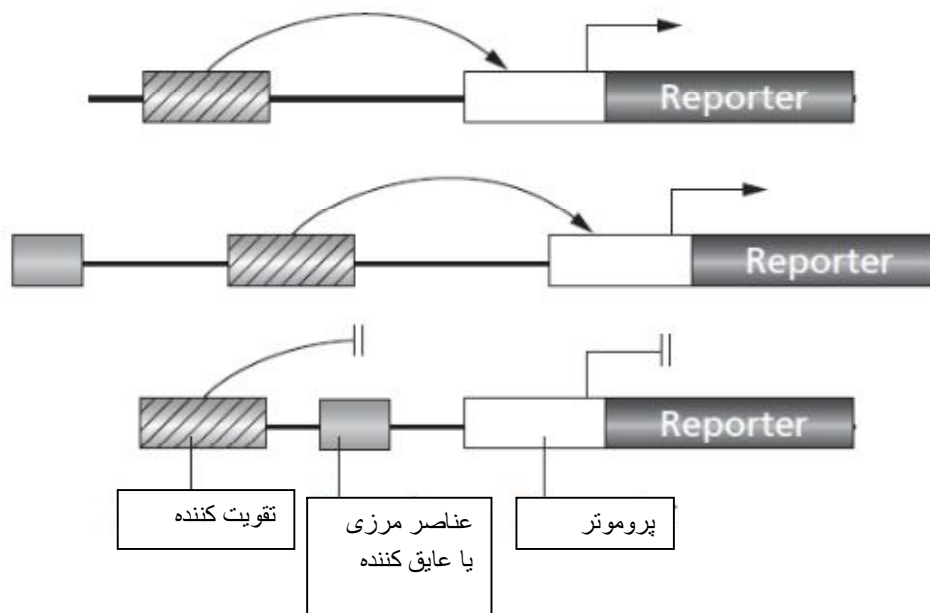 Reporter
Reporter
Reporter
تقویت کننده
عناصر مرزی
یا عایق کننده
پروموتر